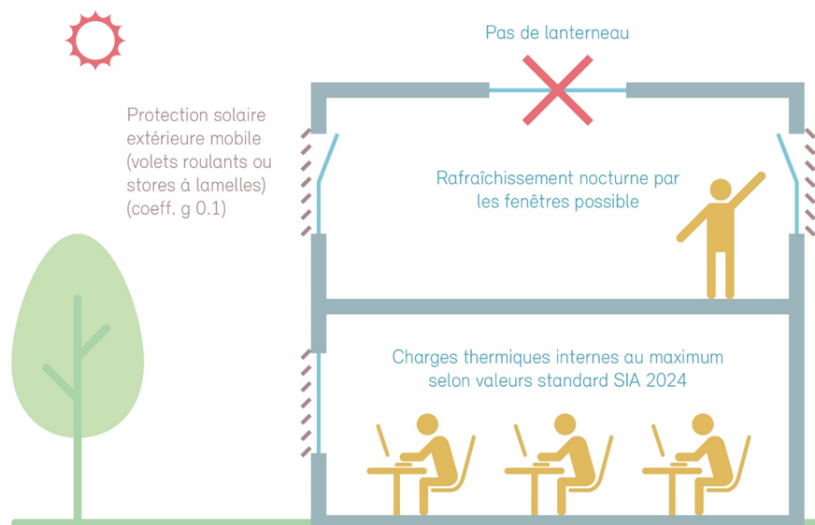 Pas de lanterneau
Protection solaire
extérieure mobile
(volets roulants ou
stores à lamelles)
(coeff. g 0.1)
Rafraîchissement nocturne par
les fenêtres possible
Charges thermiques internes au maximum
selon valeurs standard SIA 2024